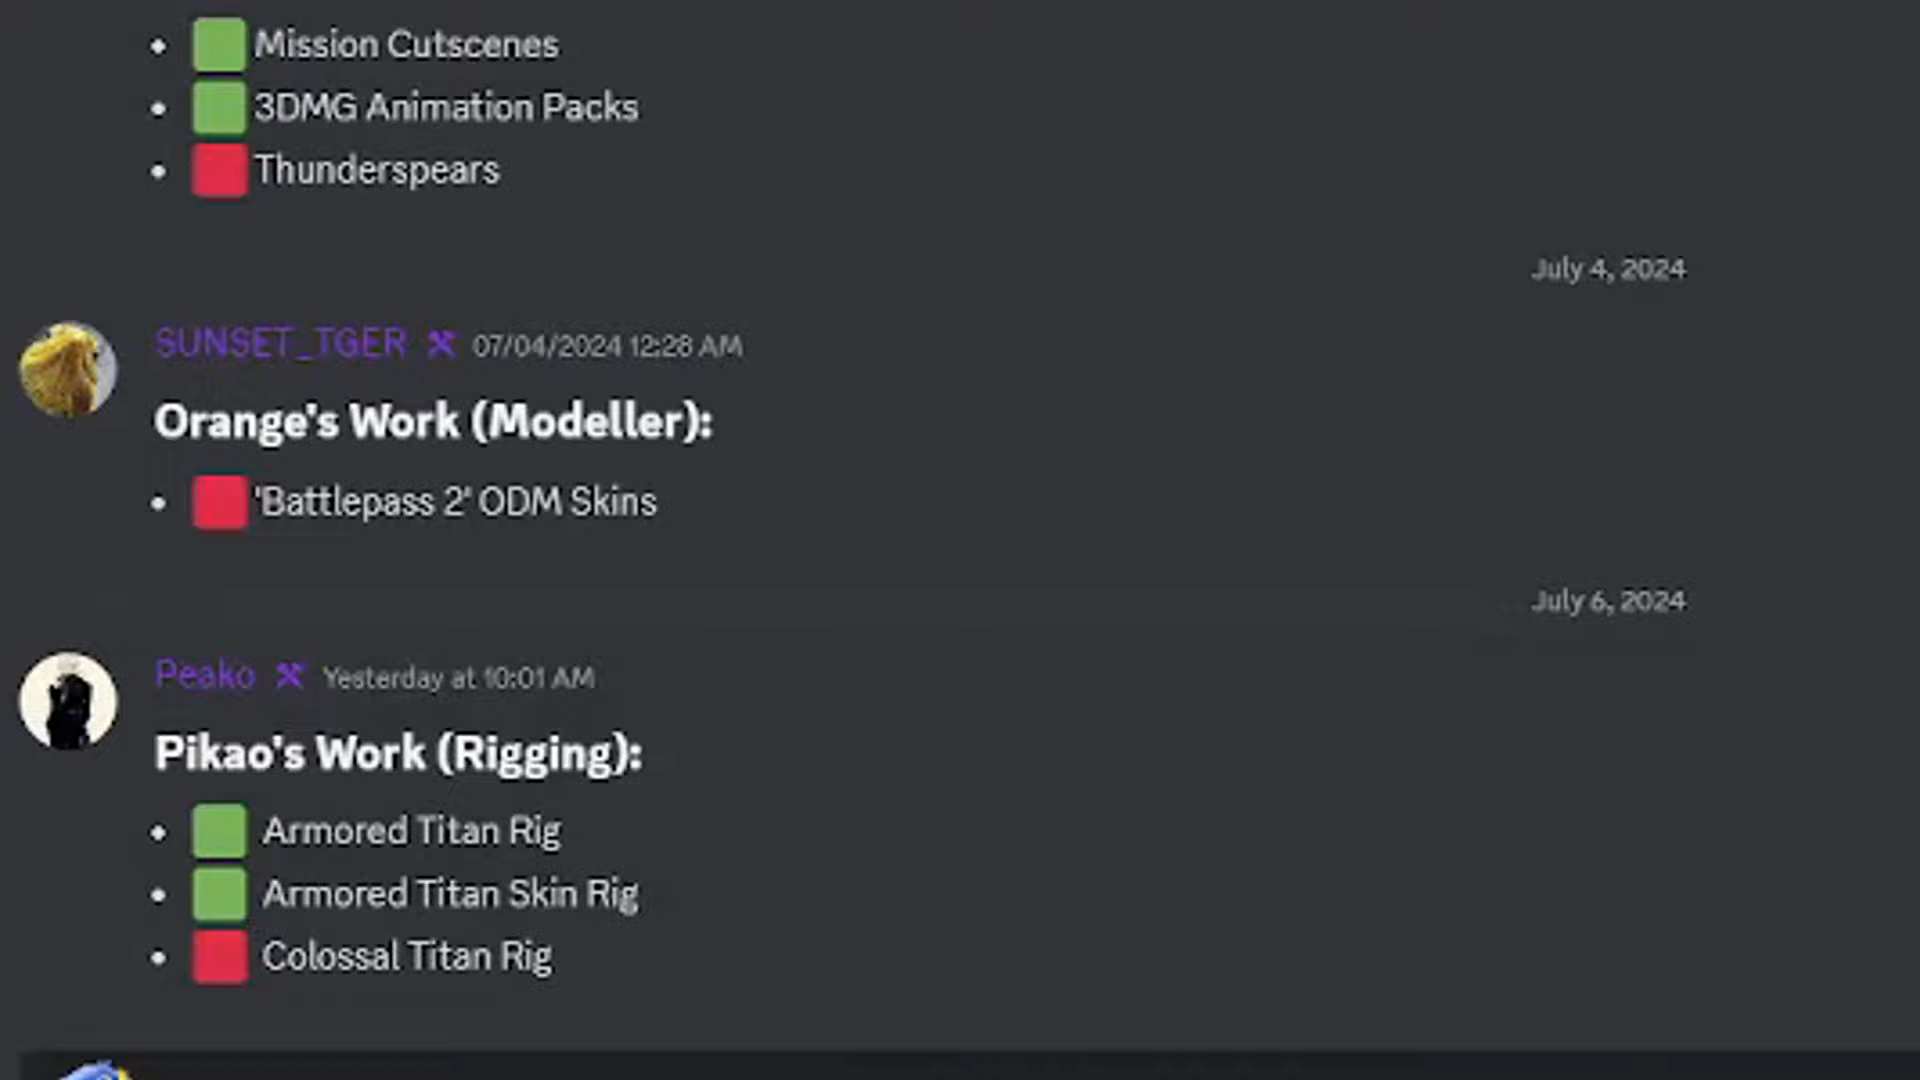 Mission Cutscenes
3DMG Animation Packs
Thunderspears
July 4, 2024
SUNSET_TGER 07/04/2024 12:28 AM
Orange's Work (Modeller):
'Battlepass 2' ODM Skins
July 6, 2024
Peako Yesterday at 10:01 AM
Pikao's Work (Rigging):
Armored Titan Rig
Armored Titan Skin Rig
Colossal Titan Rig